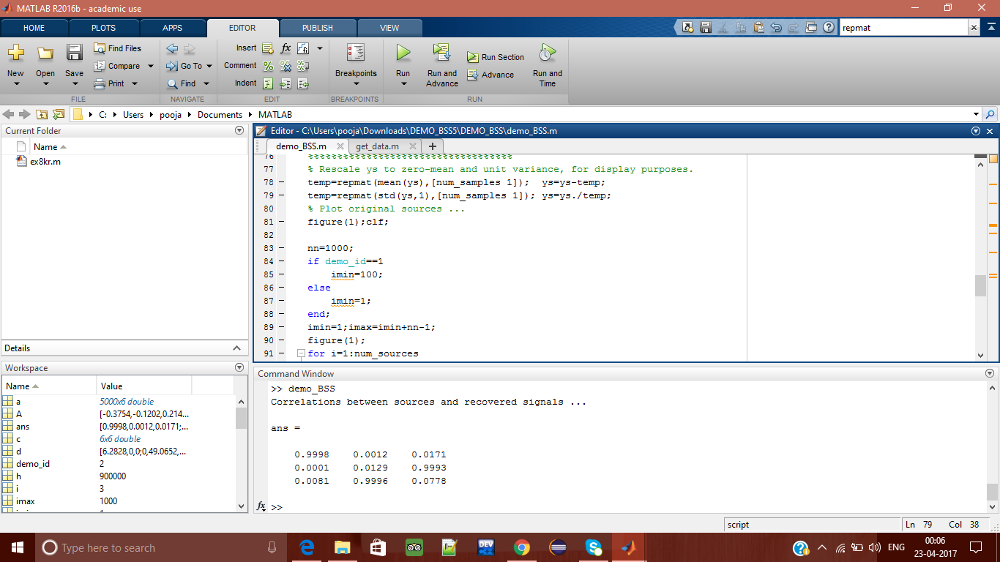 MATLAB R2016b - academic use
HOME PLOTS APPS EDITOR PUBLISH VIEW
repmat
New Open Save
Find Files
Compare
Print
FILE
Go To
Find
NAVIGATE
Insert fx
Comment
Indent
EDIT
Breakpoints
BREAKPOINTS
Run
Run and Advance
Run Section
Advance
Run and Time
RUN
C: Users pooja Documents MATLAB
Current Folder
Name
ex8kr.m
Details
Workspace
Name Value
a 5000x6 double
A [-0.3754,-0.1202,0.214...
ans [0.9998,0.0012,0.0171;...
c 6x6 double
d [6.2828,0,0;0,49.0652,...
demo_id 2
h 900000
i 3
imax 1000
Editor - C:\Users\pooja\Downloads\DEMO_BSS5\DEMO_BSS\demo_BSS.m
demo_BSS.m get_data.m
76 %%%%%%%%%%%%%%%%%%%%%%%%%%%%%%%%%%%
77 % Rescale ys to zero-mean and unit variance, for display purposes.
78 temp=repmat(mean(ys),[num_samples 1]); ys=ys-temp;
79 temp=repmat(std(ys,1),[num_samples 1]); ys=ys./temp;
80 % Plot original sources ...
81 figure(1);clf;
82
83 nn=1000;
84 if demo_id==1
85 imin=100;
86 else
87 imin=1;
88 end;
89 imin=1;imax=imin+nn-1;
90 figure(1);
91 for i=1:num_sources
Command Window
>> demo_BSS
Correlations between sources and recovered signals ...
ans =
0.9998 0.0012 0.0171
0.0001 0.0129 0.9993
0.0081 0.9996 0.0778
fx >>
script
Ln 79 Col 38
Type here to search
DEV
ENG
00:06
23-04-2017